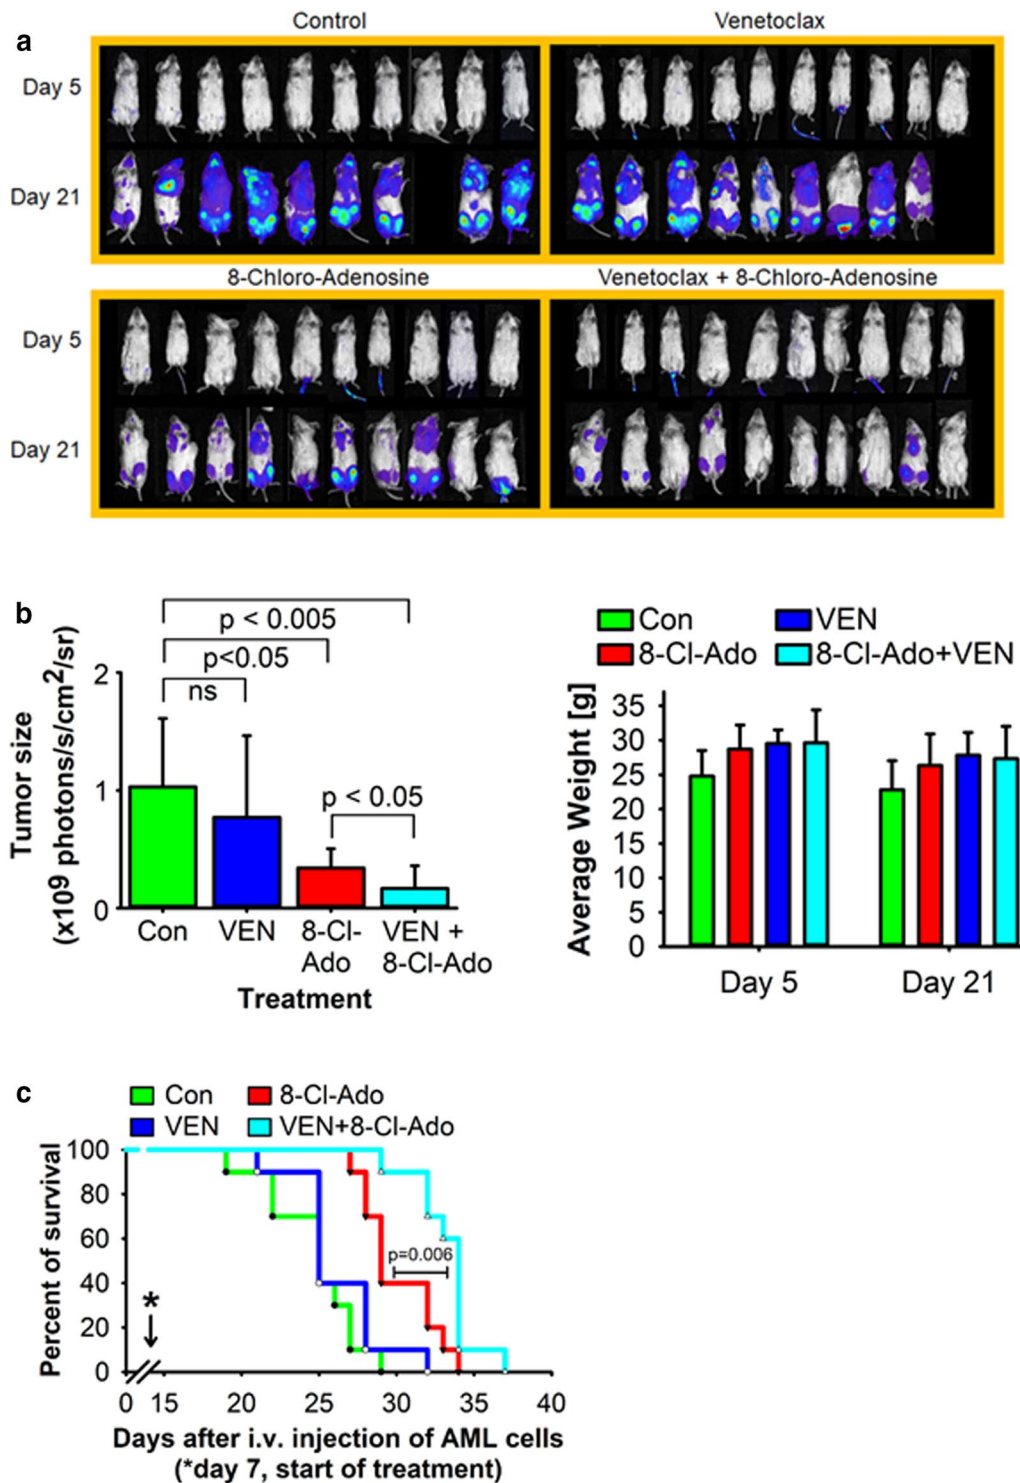 a
Control
Venetoclax
Day 5
Day 21
8-Chloro-Adenosine
Venetoclax + 8-Chloro-Adenosine
Day 5
Day 21
b
p < 0.005
p<0.05
ns
p < 0.05
Tumor size
(x10⁹ photons/s/cm²/sr)
2
1
0
Con
VEN
8-Cl-
Ado
VEN +
8-Cl-Ado
Treatment
Con
VEN
8-Cl-Ado
8-Cl-Ado+VEN
Average Weight [g]
35
30
25
20
15
10
5
0
Day 5
Day 21
c
Con
8-Cl-Ado
VEN
VEN+8-Cl-Ado
Percent of survival
100
80
60
40
20
0
p=0.006
*
0 15 20 25 30 35 40
Days after i.v. injection of AML cells
(*day 7, start of treatment)